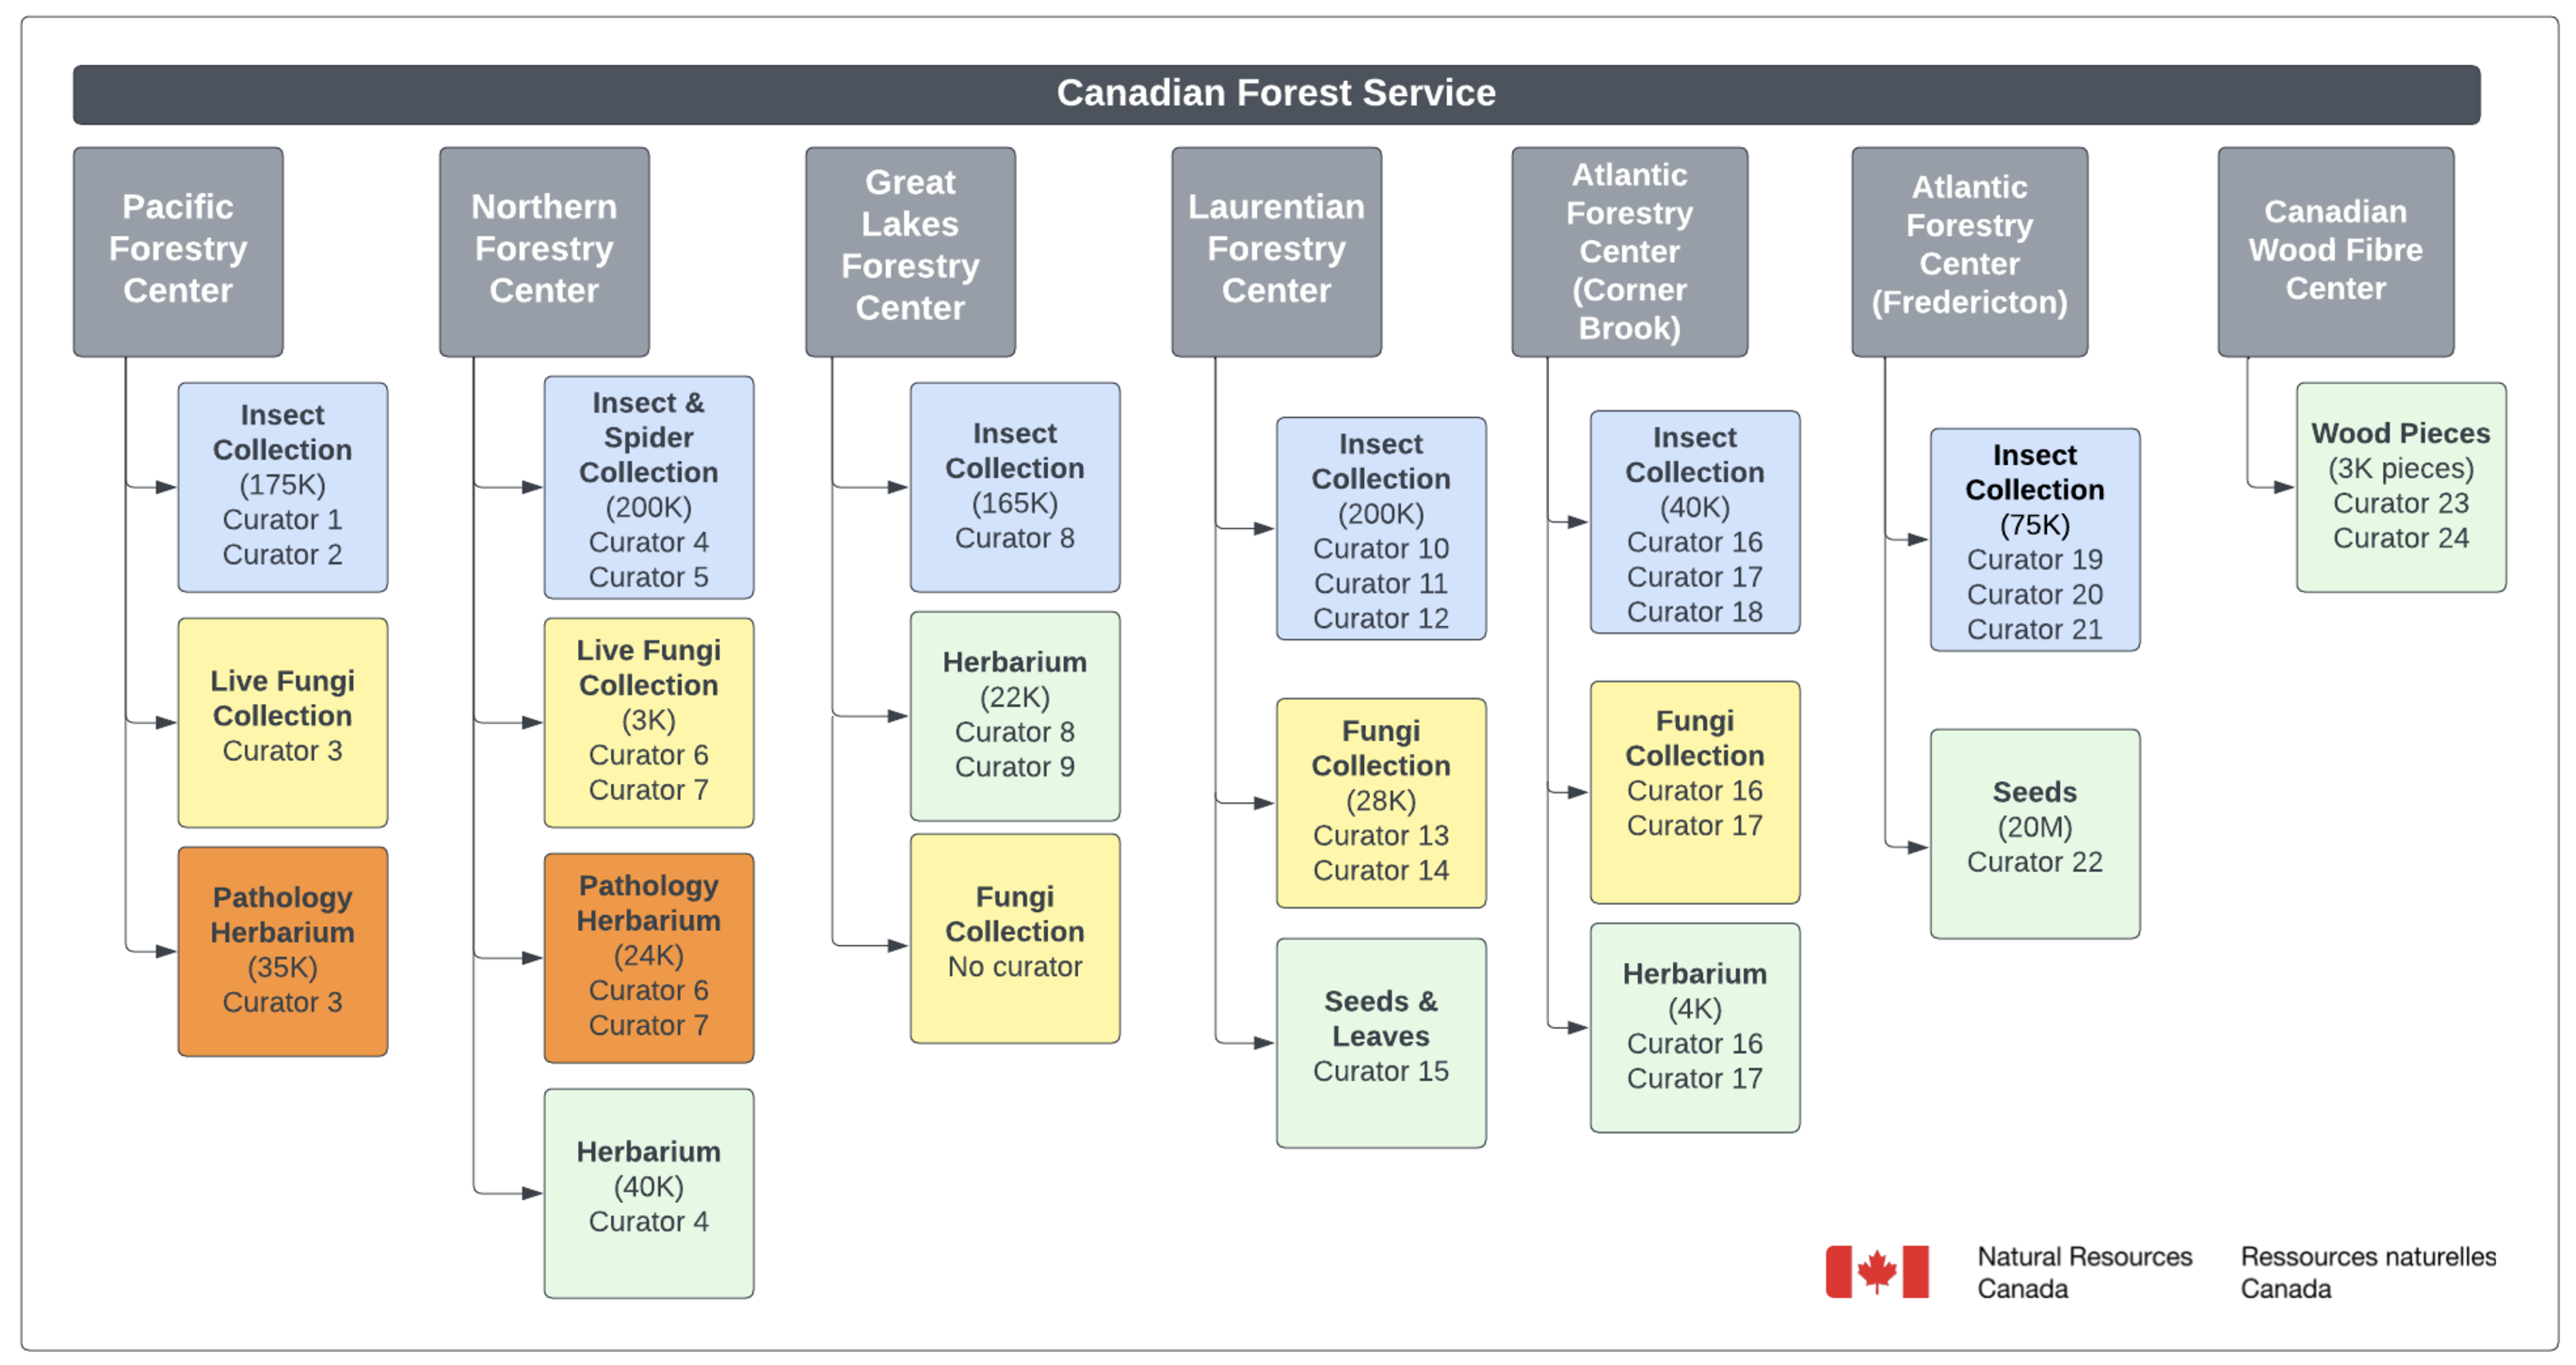 Canadian Forest Service
Pacific
Forestry
Center
Insect
Collection
(175K)
Curator 1
Curator 2
Live Fungi
Collection
Curator 3
Pathology
Herbarium
(35K)
Curator 3
Northern
Forestry
Center
Insect &
Spider
Collection
(200K)
Curator 4
Curator 5
Live Fungi
Collection
(3K)
Curator 6
Curator 7
Pathology
Herbarium
(24K)
Curator 6
Curator 7
Herbarium
(40K)
Curator 4
Great
Lakes
Forestry
Center
Insect
Collection
(165K)
Curator 8
Herbarium
(22K)
Curator 8
Curator 9
Fungi
Collection
No curator
Laurentian
Forestry
Center
Insect
Collection
(200K)
Curator 10
Curator 11
Curator 12
Fungi
Collection
(28K)
Curator 13
Curator 14
Seeds &
Leaves
Curator 15
Atlantic
Forestry
Center
(Corner
Brook)
Insect
Collection
(40K)
Curator 16
Curator 17
Curator 18
Fungi
Collection
Curator 16
Curator 17
Herbarium
(4K)
Curator 16
Curator 17
Atlantic
Forestry
Center
(Fredericton)
Insect
Collection
(75K)
Curator 19
Curator 20
Curator 21
Seeds
(20M)
Curator 22
Canadian
Wood Fibre
Center
Wood Pieces
(3K pieces)
Curator 23
Curator 24
Natural Resources
Canada
Ressources naturelles
Canada